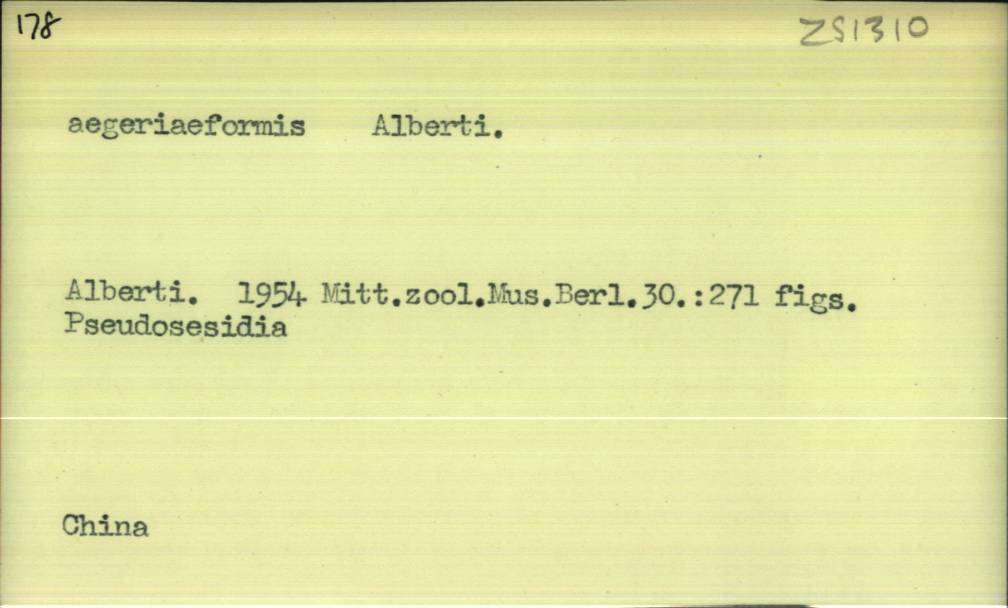 178
ZS1310
aegeriaeformis Alberti.
Alberti. 1954 Mitt.zool.Mus.Berl.30.:271 figs.
Pseudosesidia
China